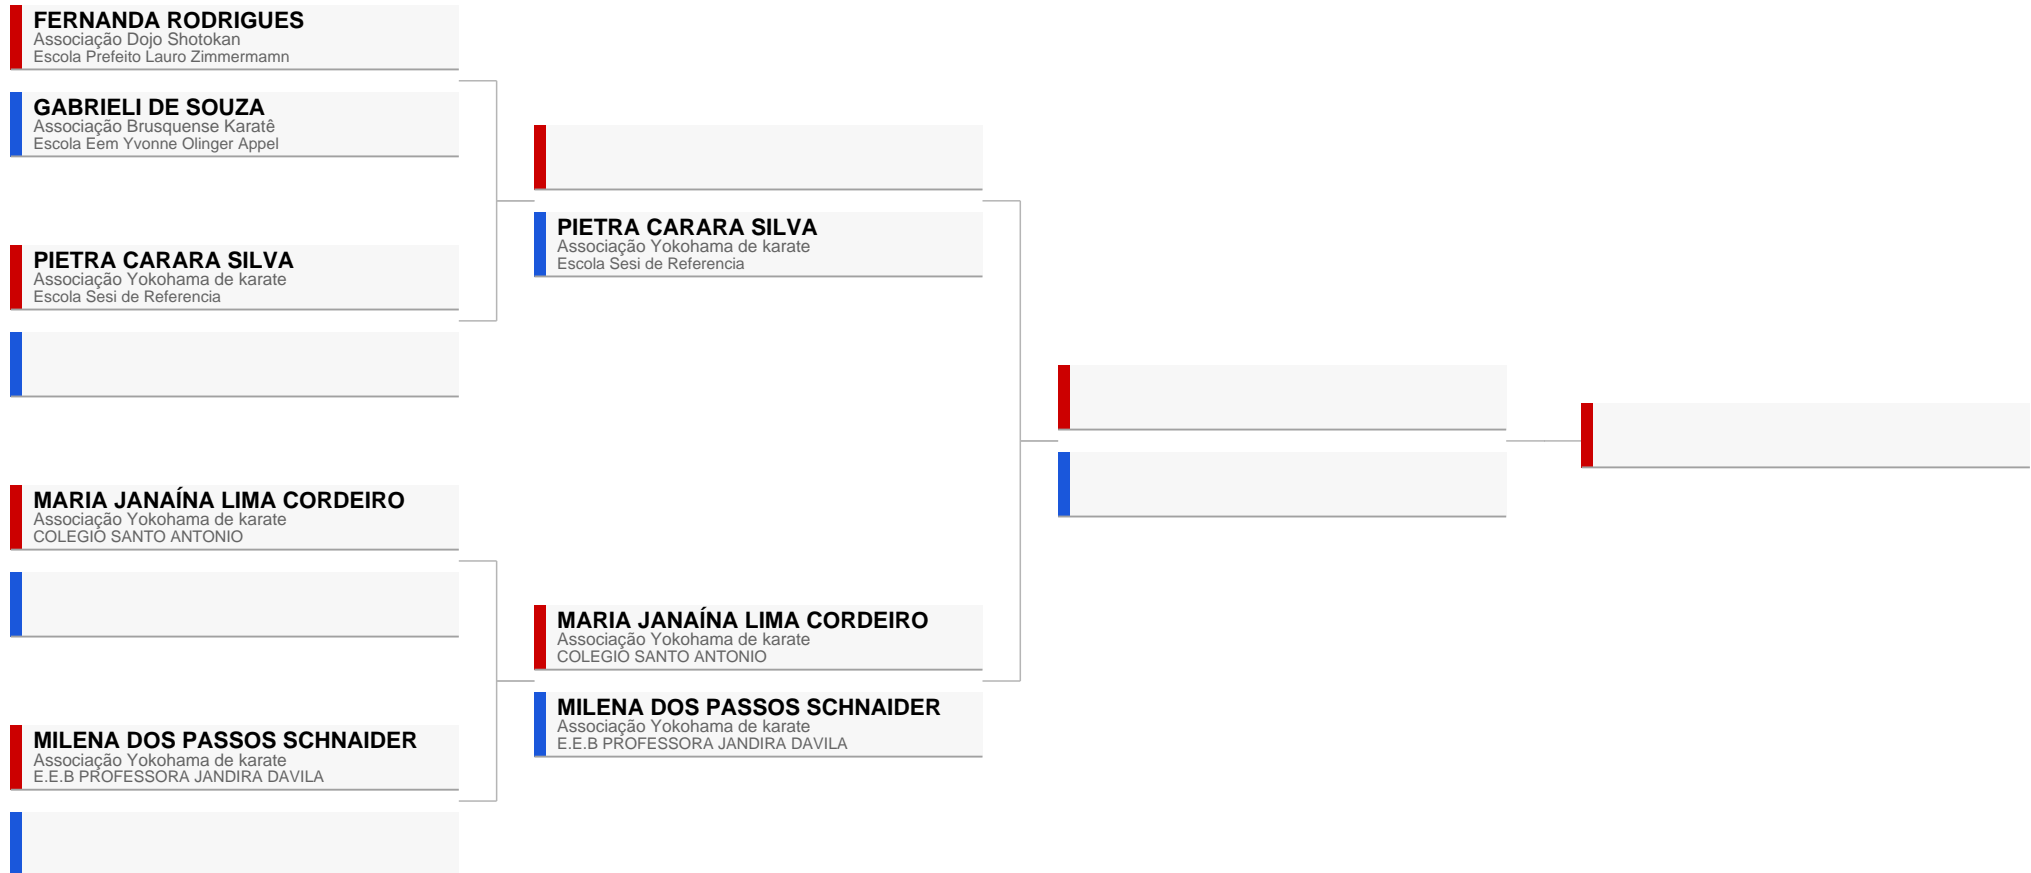 FERNANDA RODRIGUES
Associação Dojo Shotokan
Escola Prefeito Lauro Zimmermamn
GABRIELI DE SOUZA
Associação Brusquense Karatê
Escola Eem Yvonne Olinger Appel
PIETRA CARARA SILVA
Associação Yokohama de karate
Escola Sesi de Referencia
MARIA JANAÍNA LIMA CORDEIRO
Associação Yokohama de karate
COLEGIO SANTO ANTONIO
MILENA DOS PASSOS SCHNAIDER
Associação Yokohama de karate
E.E.B PROFESSORA JANDIRA DAVILA
PIETRA CARARA SILVA
Associação Yokohama de karate
Escola Sesi de Referencia
MARIA JANAÍNA LIMA CORDEIRO
Associação Yokohama de karate
COLEGIO SANTO ANTONIO
MILENA DOS PASSOS SCHNAIDER
Associação Yokohama de karate
E.E.B PROFESSORA JANDIRA DAVILA